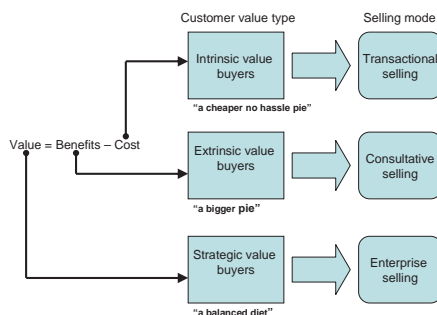 Customer value type
Selling mode
Intrinsic value
buyers
Transactional
selling
“a cheaper no hassle pie”
Value = Benefits – Cost
Extrinsic value
buyers
Consultative
selling
“a bigger pie”
Strategic value
buyers
Enterprise
selling
“a balanced diet”